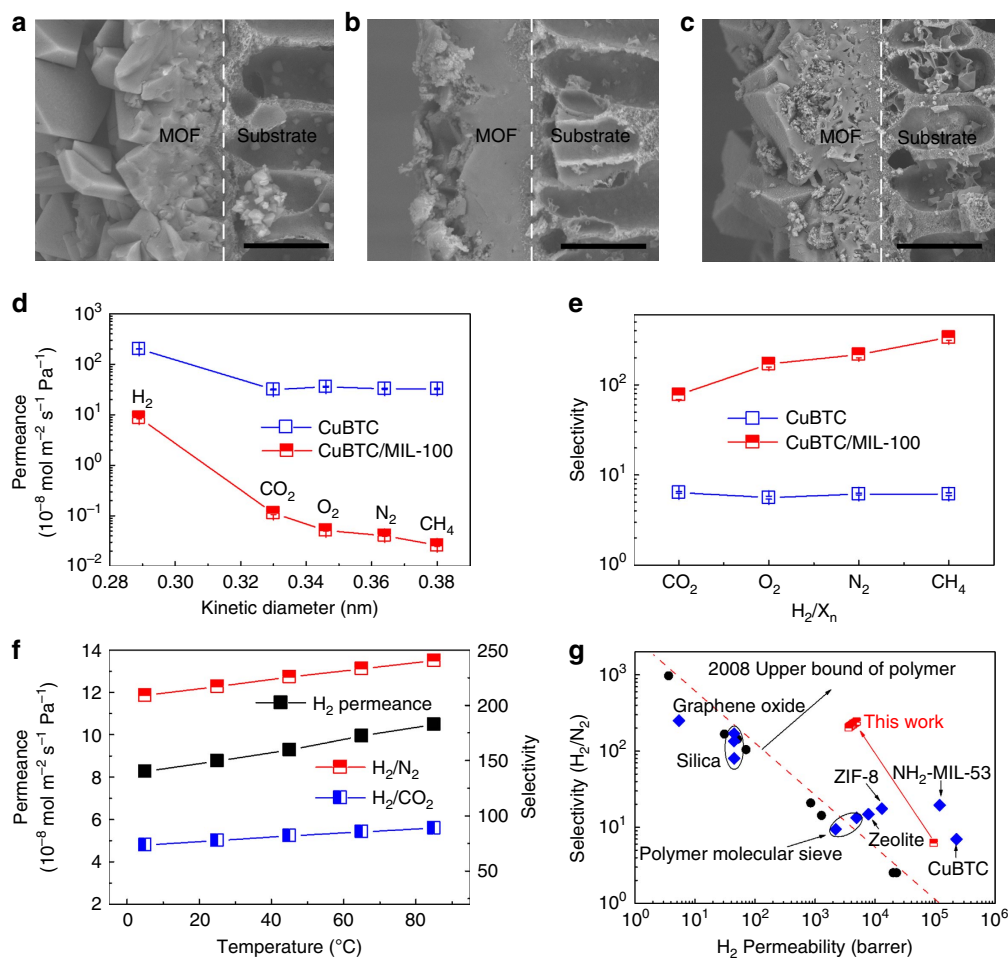 a
b
c
MOF Substrate
MOF Substrate
MOF Substrate
d
10³
10²
10¹
10⁰
10⁻¹
10⁻²
Permeance
(10⁻⁸ mol m⁻² s⁻¹ Pa⁻¹)
H₂
CuBTC
CuBTC/MIL-100
CO₂
O₂
N₂
CH₄
0.28 0.30 0.32 0.34 0.36 0.38
Kinetic diameter (nm)
e
10²
10¹
10⁰
Selectivity
CuBTC/MIL-100
CuBTC
CO₂ O₂ N₂ CH₄
H₂/Xₙ
f
14
12
10
8
6
4
2
Permeance
(10⁻⁸ mol m⁻² s⁻¹ Pa⁻¹)
H₂ permeance
H₂/N₂
H₂/CO₂
250
200
150
100
50
Selectivity
0 20 40 60 80
Temperature (°C)
g
10³
10²
10¹
10⁰
Selectivity (H₂/N₂)
2008 Upper bound of polymer
Graphene oxide
This work
Silica
ZIF-8
NH₂-MIL-53
Zeolite
Polymer molecular sieve
CuBTC
10⁰ 10¹ 10² 10³ 10⁴ 10⁵ 10⁶
H₂ Permeability (barrer)